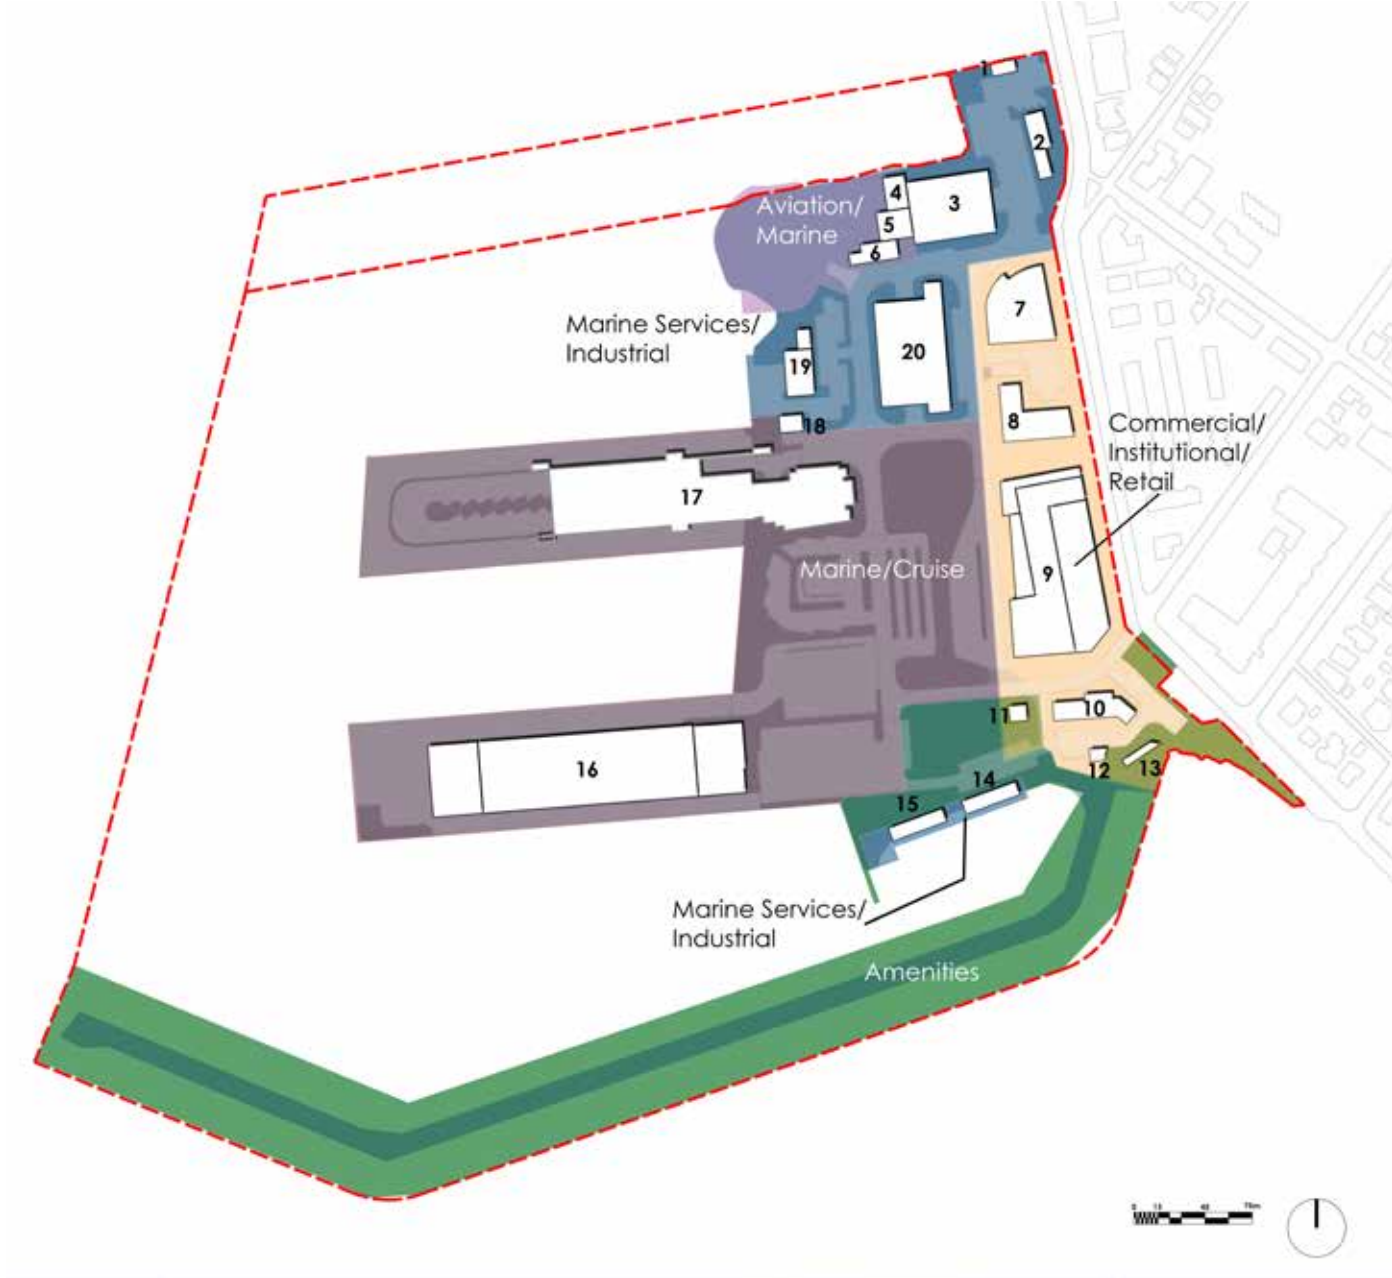 1
2
4
3
Aviation/
Marine
5
6
7
Marine Services/
Industrial
20
19
8
18
Commercial/
Institutional/
Retail
17
Marine/Cruise
9
11
10
16
12
13
14
15
Marine Services/
Industrial
Amenities
0